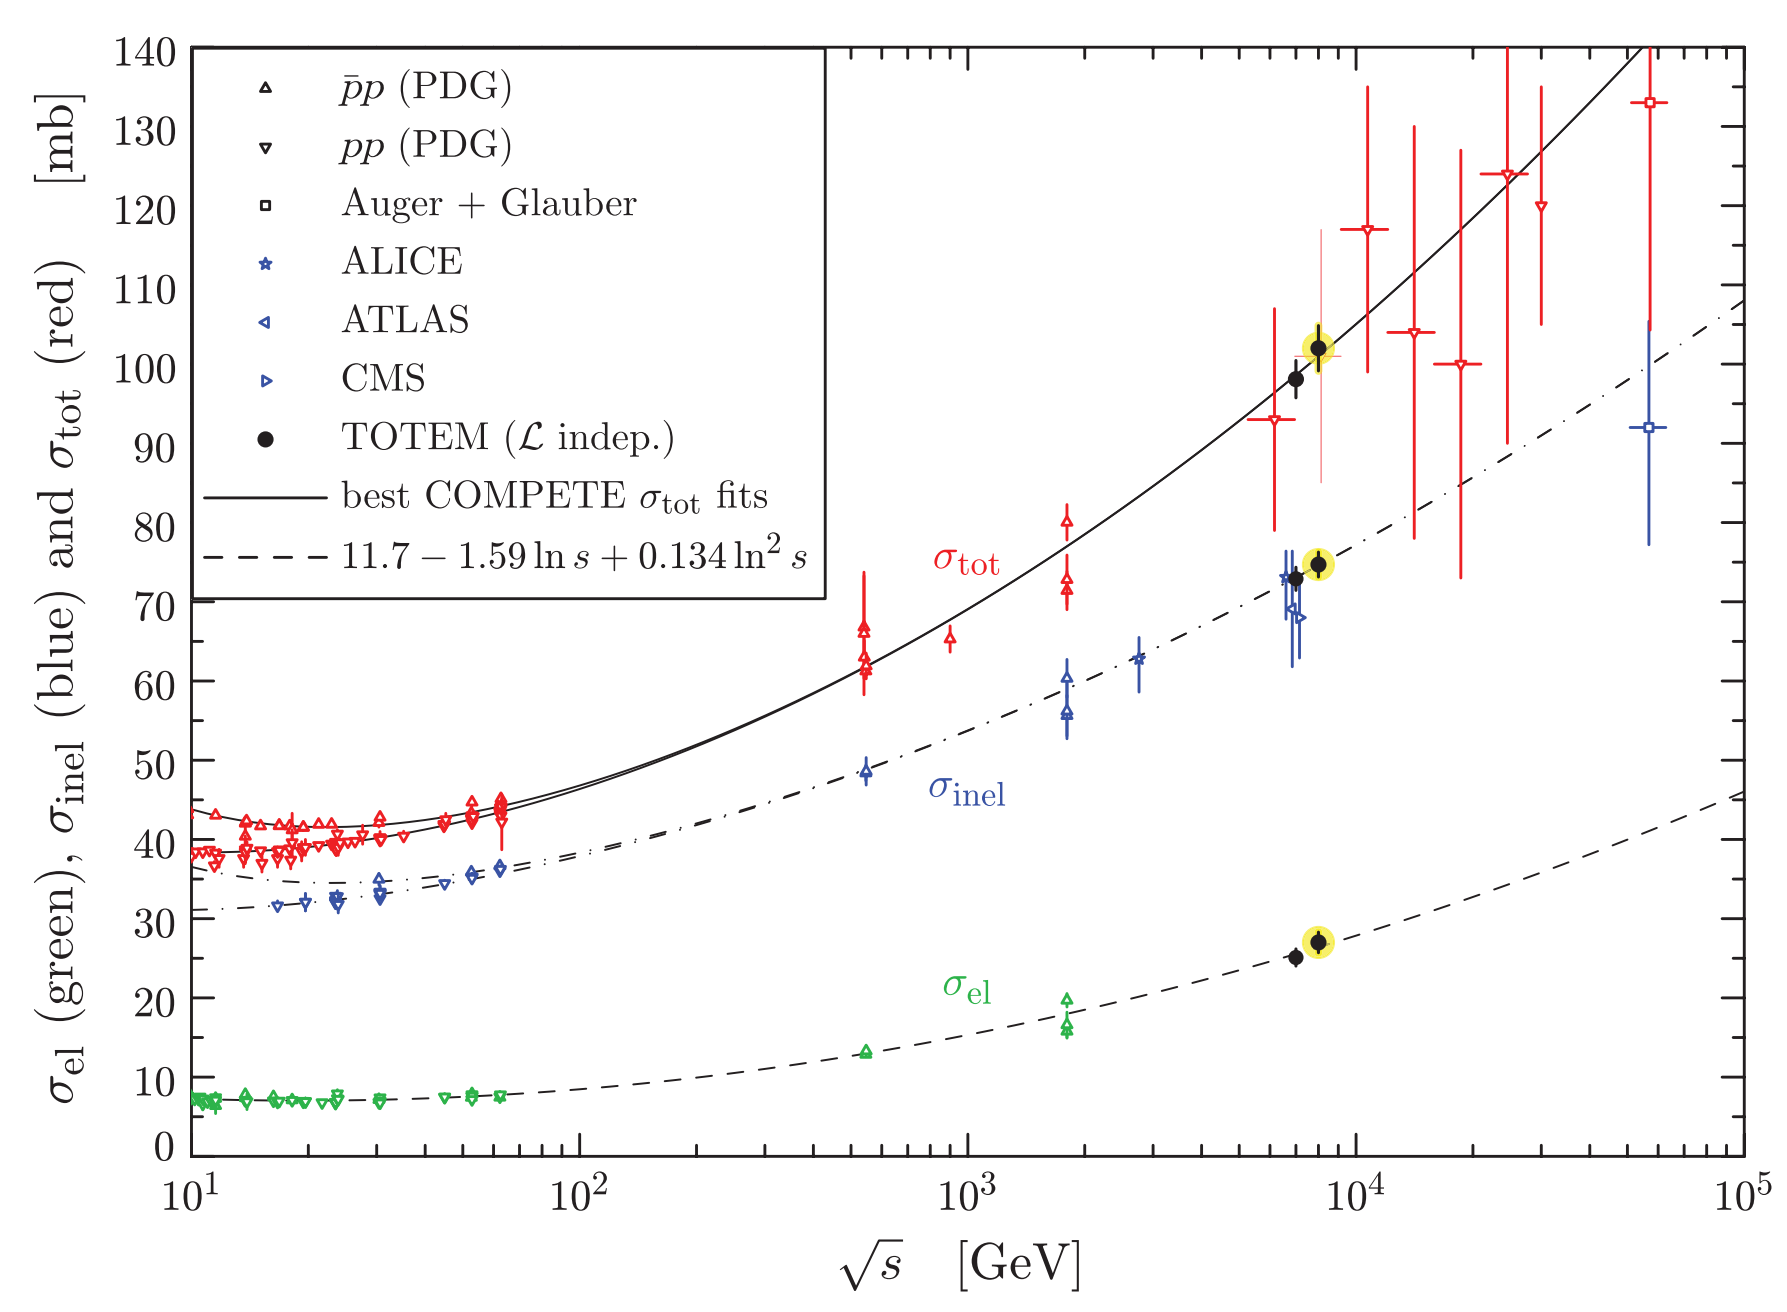 140
130
120
110
100
90
80
70
60
50
40
30
20
10
0
σel (green), σinel (blue) and σtot (red) [mb]
p̄p (PDG)
pp (PDG)
Auger + Glauber
ALICE
ATLAS
CMS
TOTEM (ℒ indep.)
best COMPETE σtot fits
11.7 − 1.59 ln s + 0.134 ln² s
σtot
σinel
σel
10¹ 10² 10³ 10⁴ 10⁵
√s [GeV]